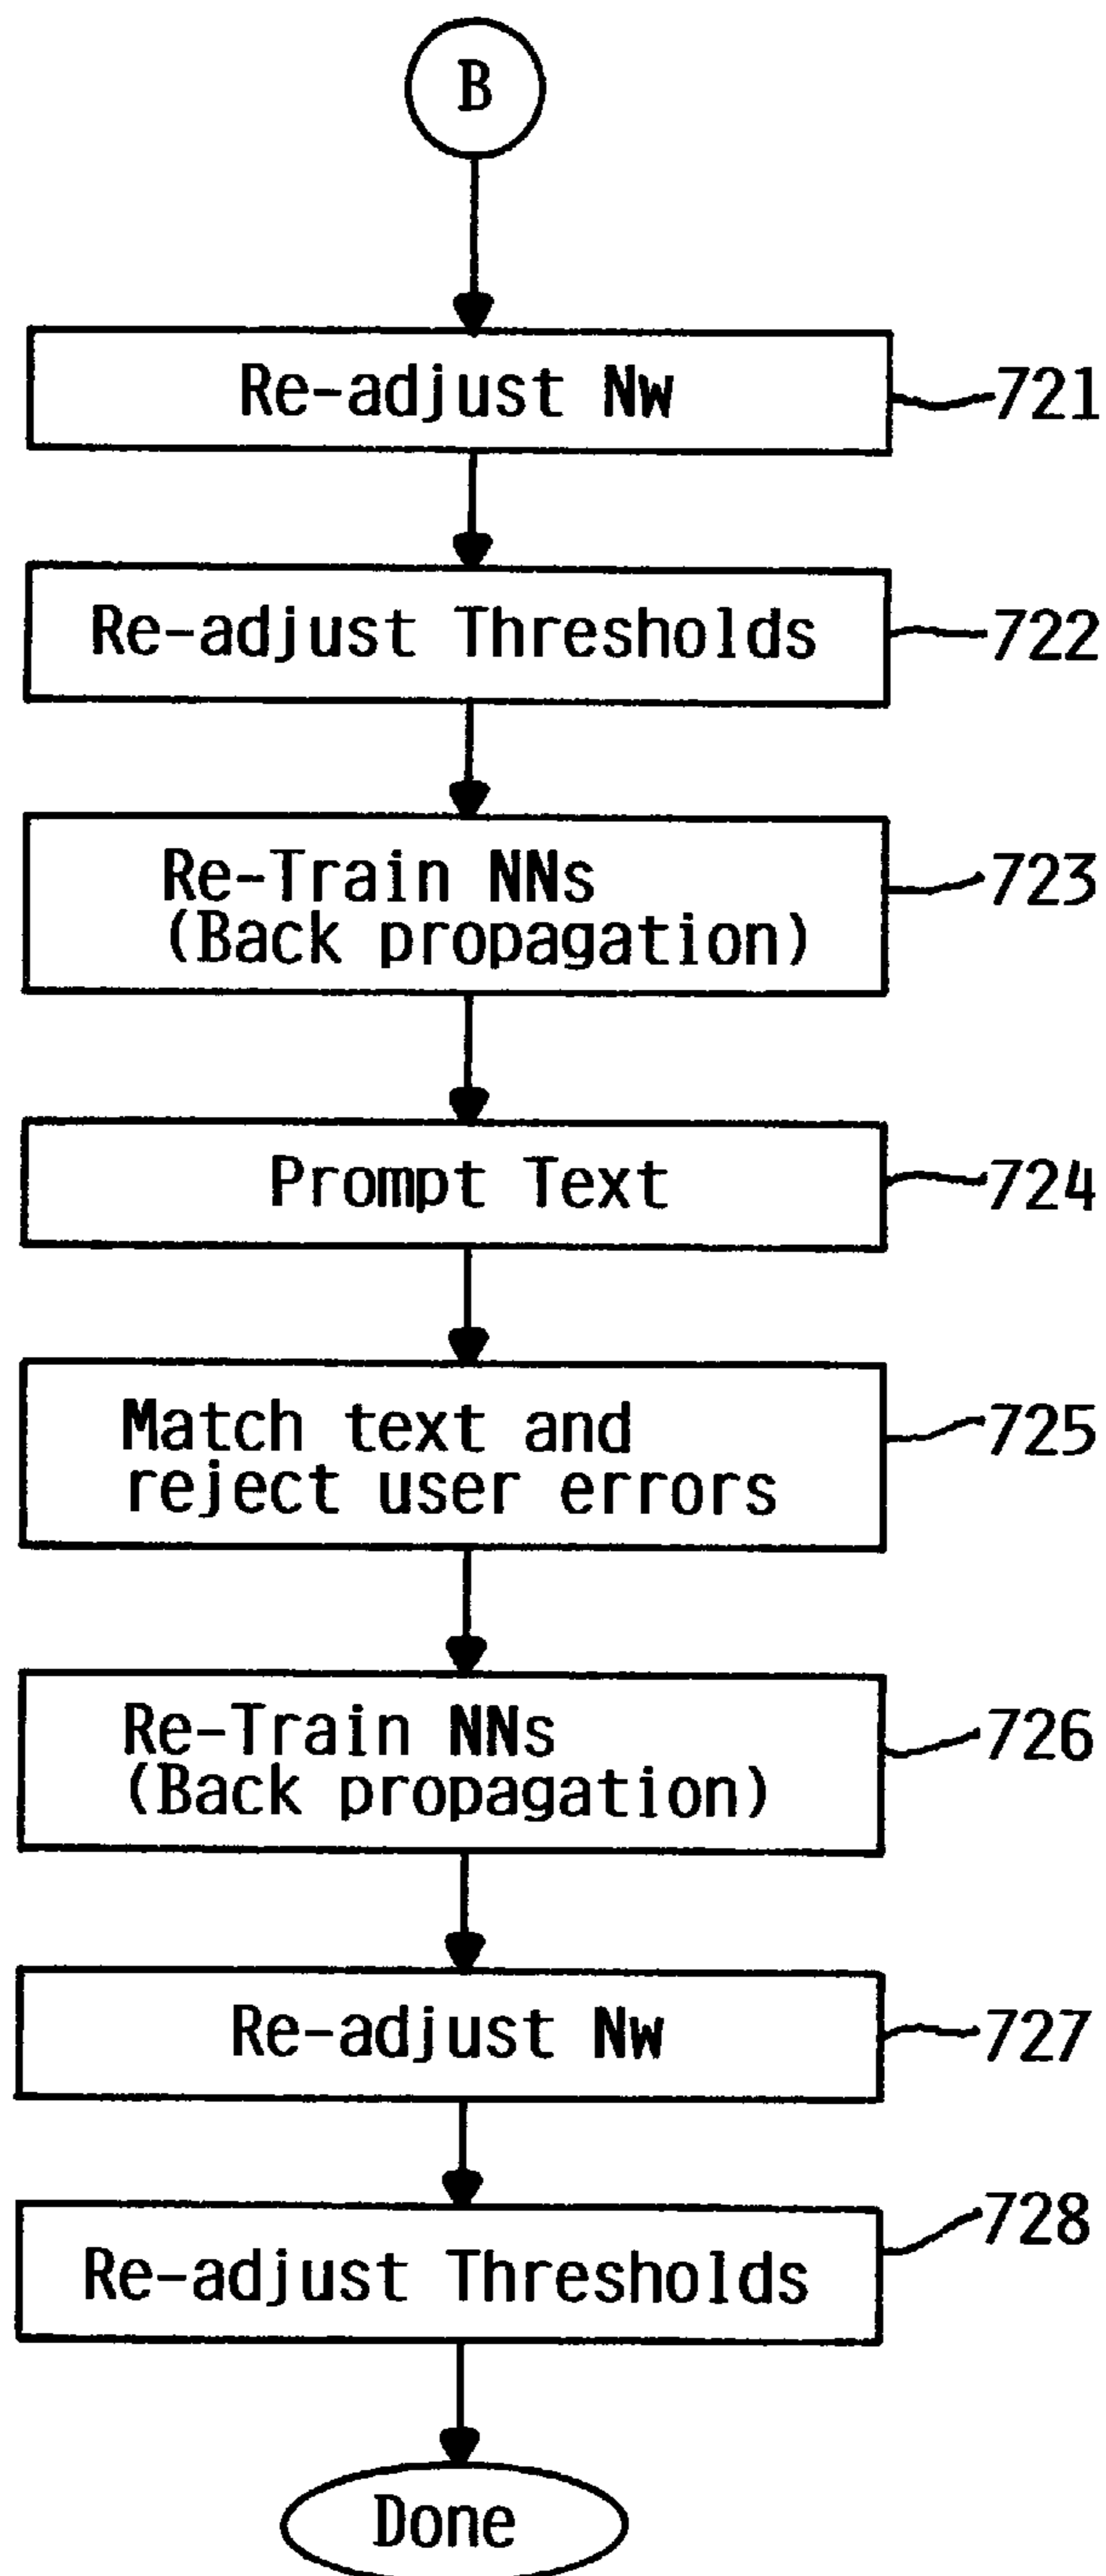 B
Re-adjust Nw
721
Re-adjust Thresholds
722
Re-Train NNs
(Back propagation)
723
Prompt Text
724
Match text and
reject user errors
725
Re-Train NNs
(Back propagation)
726
Re-adjust Nw
727
Re-adjust Thresholds
728
Done